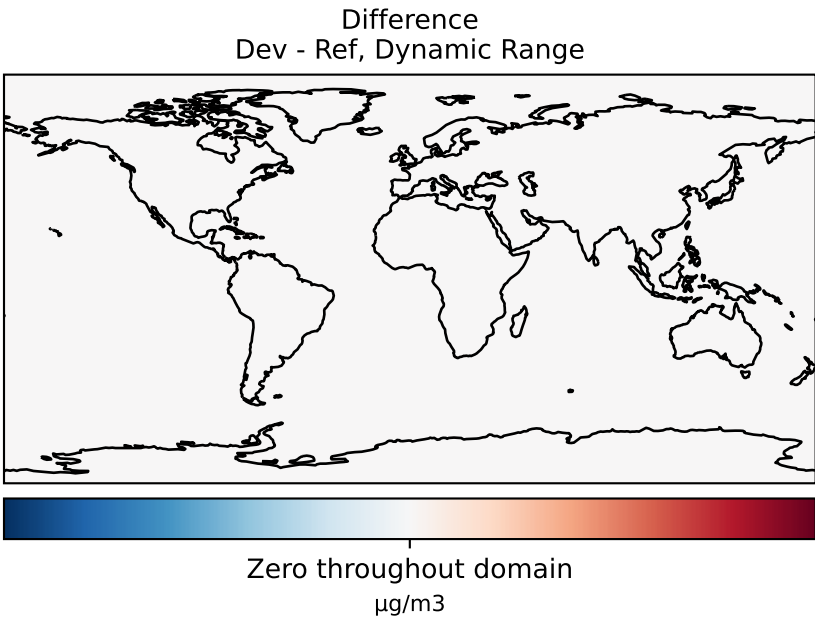 Difference
Dev - Ref, Dynamic Range
Zero throughout domain
μg/m3